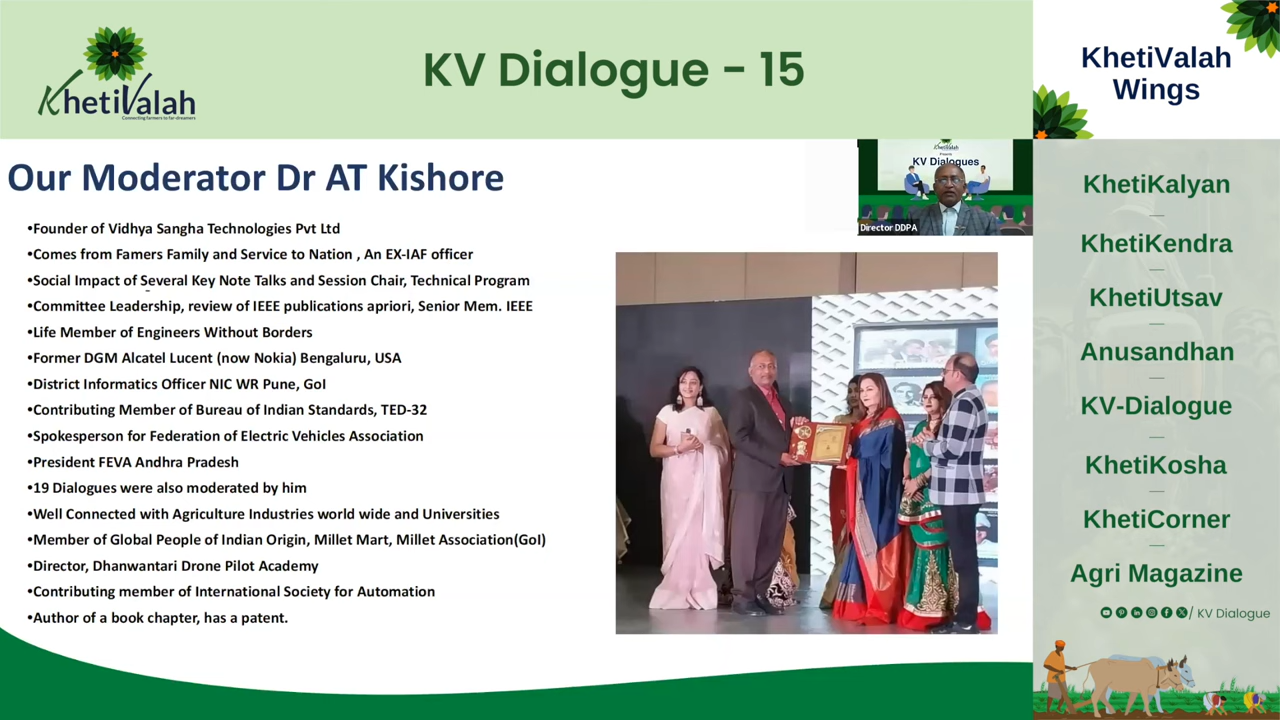 KhetiValah
Connecting farmers to far dreamers
KV Dialogue - 15
KhetiValah
Wings
Our Moderator Dr AT Kishore
•Founder of Vidhya Sangha Technologies Pvt Ltd
•Comes from Famers Family and Service to Nation , An EX-IAF officer
•Social Impact of Several Key Note Talks and Session Chair, Technical Program
•Committee Leadership, review of IEEE publications apriori, Senior Mem. IEEE
•Life Member of Engineers Without Borders
•Former DGM Alcatel Lucent (now Nokia) Bengaluru, USA
•District Informatics Officer NIC WR Pune, GoI
•Contributing Member of Bureau of Indian Standards, TED-32
•Spokesperson for Federation of Electric Vehicles Association
•President FEVA Andhra Pradesh
•19 Dialogues were also moderated by him
•Well Connected with Agriculture Industries world wide and Universities
•Member of Global People of Indian Origin, Millet Mart, Millet Association(GoI)
•Director, Dhanwantari Drone Pilot Academy
•Contributing member of International Society for Automation
•Author of a book chapter, has a patent.
KhetiValah
KV Dialogues
Director DDPA
KhetiKalyan
KhetiKendra
KhetiUtsav
Anusandhan
KV-Dialogue
KhetiKosha
KhetiCorner
Agri Magazine
/ KV Dialogue